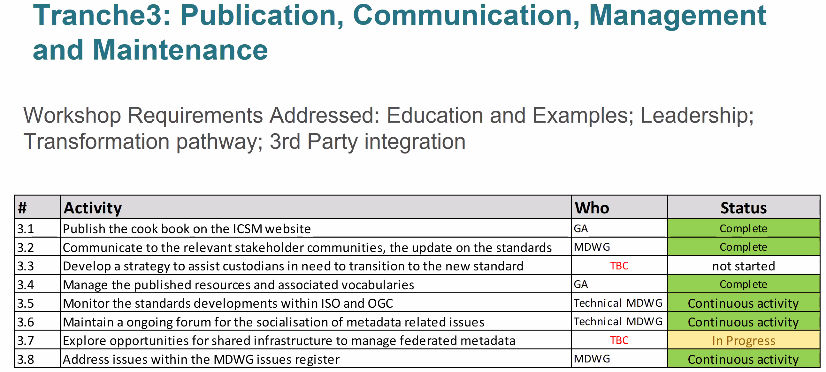 Tranche3: Publication, Communication, Management
and Maintenance
Workshop Requirements Addressed: Education and Examples; Leadership;
Transformation pathway; 3rd Party integration
# Activity Who Status
3.1 Publish the cook book on the ICSM website GA Complete
3.2 Communicate to the relevant stakeholder communities, the update on the standards MDWG Complete
3.3 Develop a strategy to assist custodians in need to transition to the new standard TBC not started
3.4 Manage the published resources and associated vocabularies GA Complete
3.5 Monitor the standards developments within ISO and OGC Technical MDWG Continuous activity
3.6 Maintain a ongoing forum for the socialisation of metadata related issues Technical MDWG Continuous activity
3.7 Explore opportunities for shared infrastructure to manage federated metadata TBC In Progress
3.8 Address issues within the MDWG issues register MDWG Continuous activity